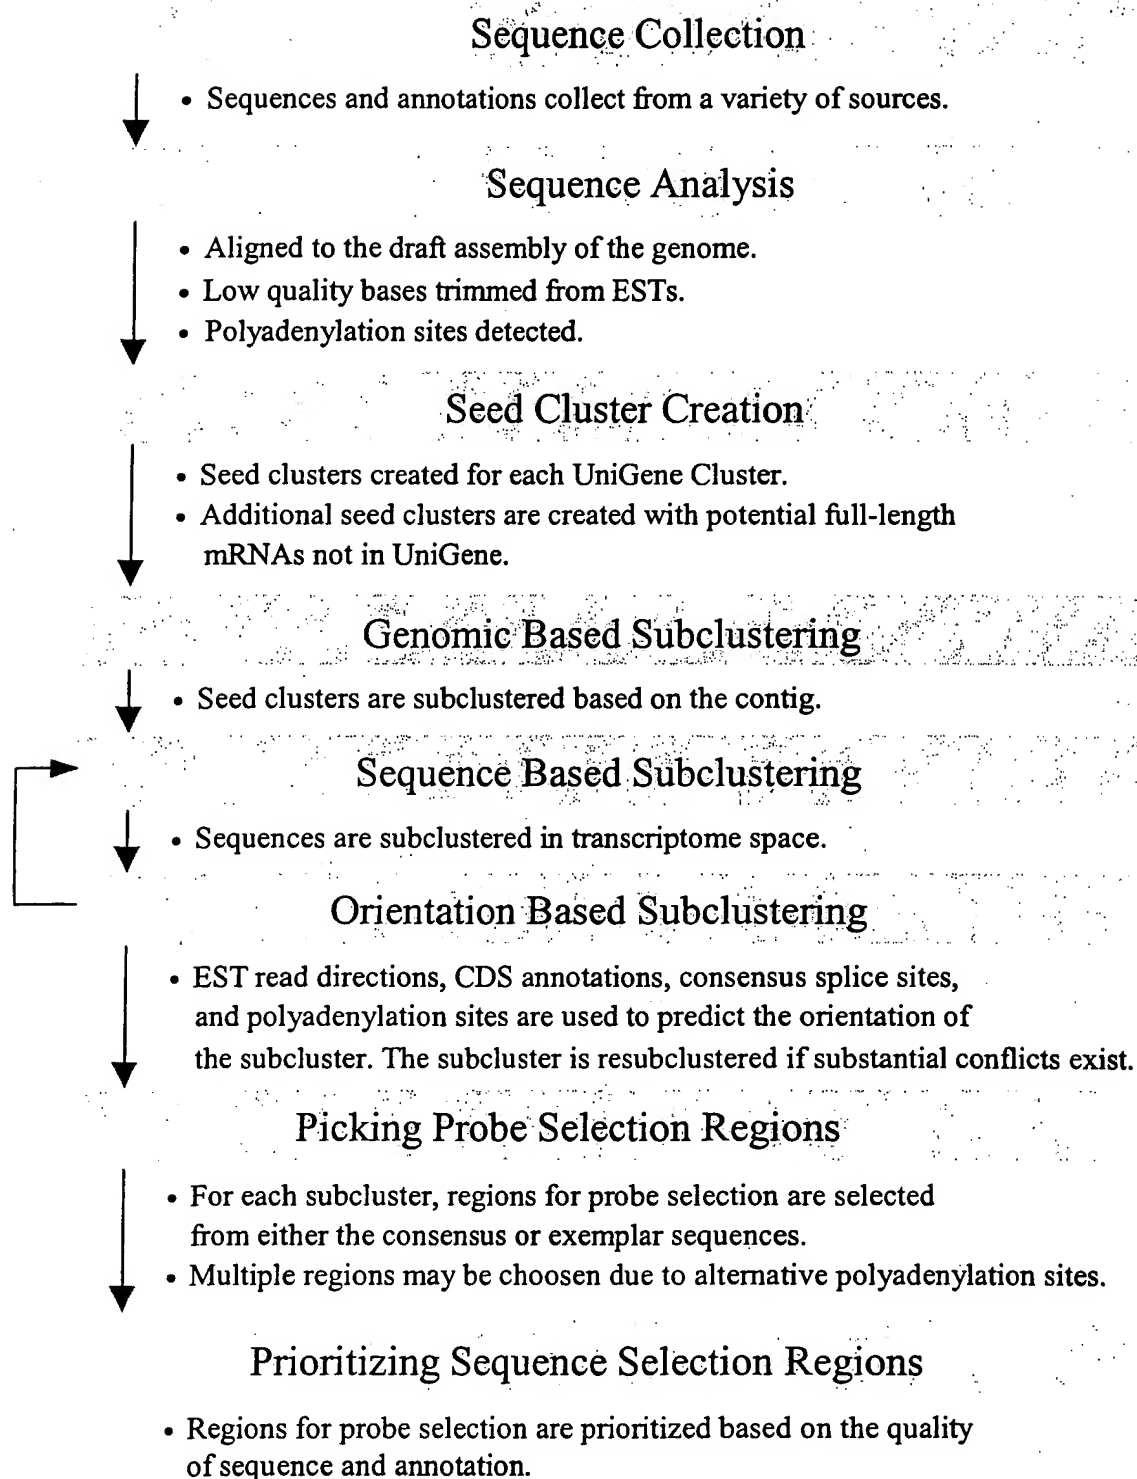 Sequence Collection
• Sequences and annotations collect from a variety of sources.
Sequence Analysis
• Aligned to the draft assembly of the genome.
• Low quality bases trimmed from ESTs.
• Polyadenylation sites detected.
Seed Cluster Creation
• Seed clusters created for each UniGene Cluster.
• Additional seed clusters are created with potential full-length
mRNAs not in UniGene.
Genomic Based Subclustering
• Seed clusters are subclustered based on the contig.
Sequence Based Subclustering
• Sequences are subclustered in transcriptome space.
Orientation Based Subclustering
• EST read directions, CDS annotations, consensus splice sites,
and polyadenylation sites are used to predict the orientation of
the subcluster. The subcluster is resubclustered if substantial conflicts exist.
Picking Probe Selection Regions
• For each subcluster, regions for probe selection are selected
from either the consensus or exemplar sequences.
• Multiple regions may be choosen due to alternative polyadenylation sites.
Prioritizing Sequence Selection Regions
• Regions for probe selection are prioritized based on the quality
of sequence and annotation.